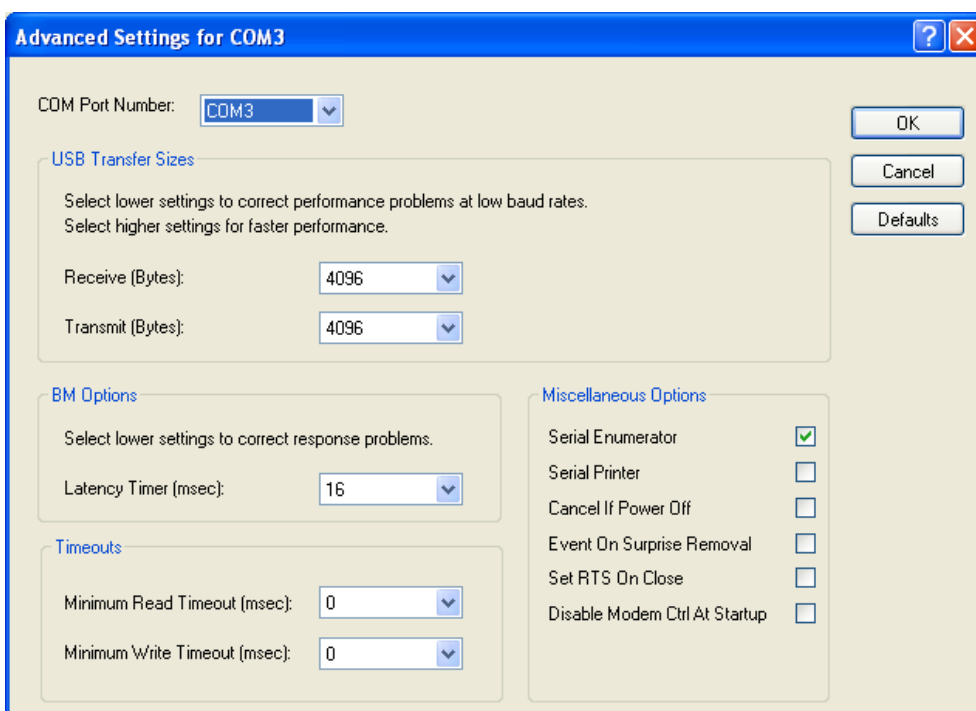 Advanced Settings for COM3
COM Port Number:
COM3
OK
Cancel
Defaults
USB Transfer Sizes
Select lower settings to correct performance problems at low baud rates.
Select higher settings for faster performance.
Receive (Bytes):
4096
Transmit (Bytes):
4096
BM Options
Select lower settings to correct response problems.
Latency Timer (msec):
16
Timeouts
Minimum Read Timeout (msec):
0
Minimum Write Timeout (msec):
0
Miscellaneous Options
Serial Enumerator
Serial Printer
Cancel If Power Off
Event On Surprise Removal
Set RTS On Close
Disable Modem Ctrl At Startup